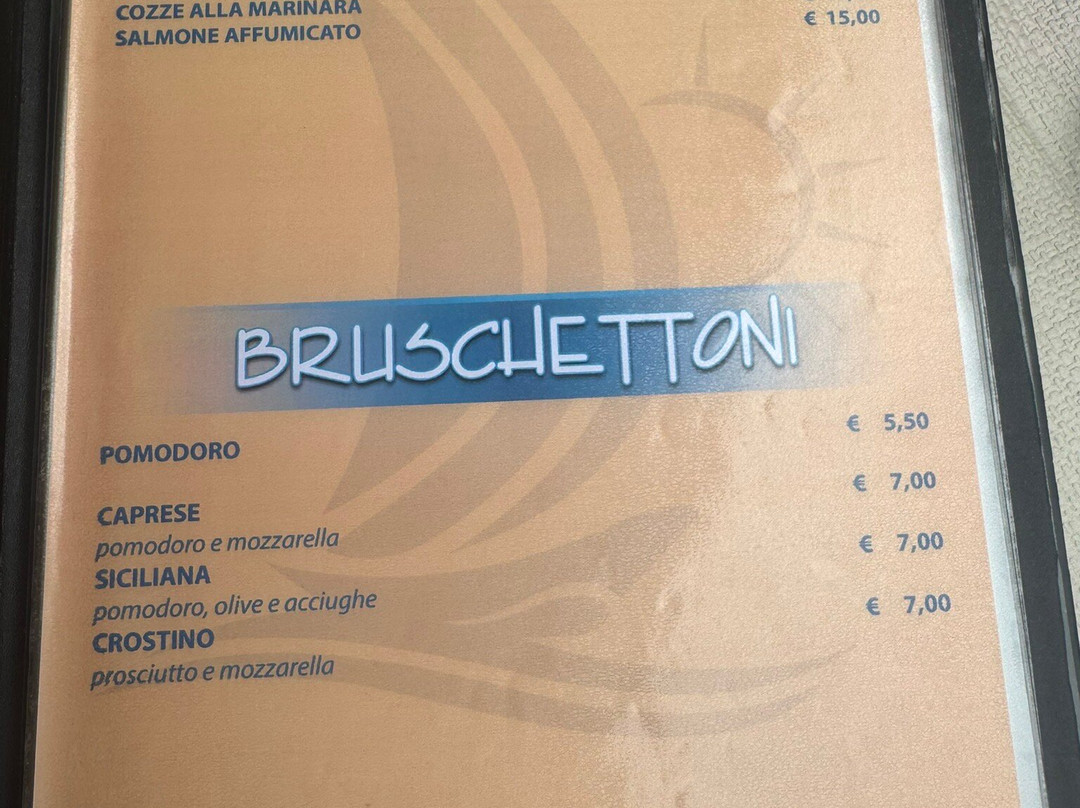 COZZE ALLA MARINARA
SALMONE AFFUMICATO € 15,00
BRUSCHETTONI
POMODORO € 5,50
CAPRESE € 7,00
pomodoro e mozzarella
SICILIANA € 7,00
pomodoro, olive e acciughe
CROSTINO € 7,00
prosciutto e mozzarella